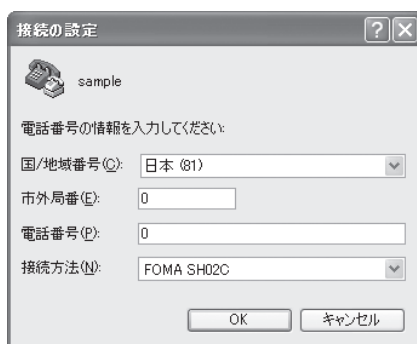 接続の設定
sample
電話番号の情報を入力してください:
国/地域番号(C): 日本 (81)
市外局番(E): 0
電話番号(P): 0
接続方法(N): FOMA SH02C
OK キャンセル